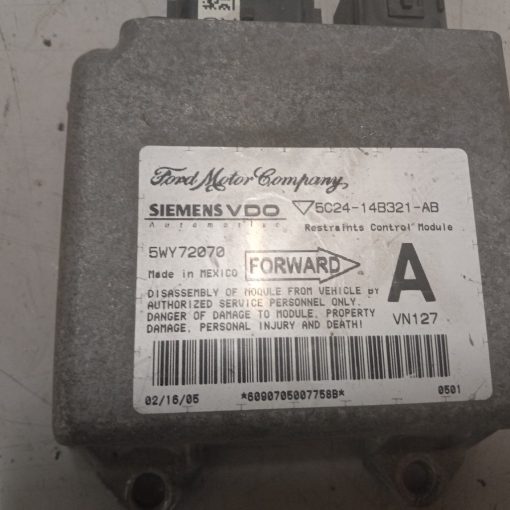 Ford Motor Company
SIEMENS VDO 5C24-14B321-AB
Automotive Restraints Control Module
5WY72070
Made in MEXICO FORWARD A
DISASSEMBLY OF MODULE FROM VEHICLE BY
AUTHORIZED SERVICE PERSONNEL ONLY.
DANGER OF DAMAGE TO MODULE, PROPERTY
DAMAGE, PERSONAL INJURY AND DEATH! VN127
02/16/05 *6090705007758B* 0501